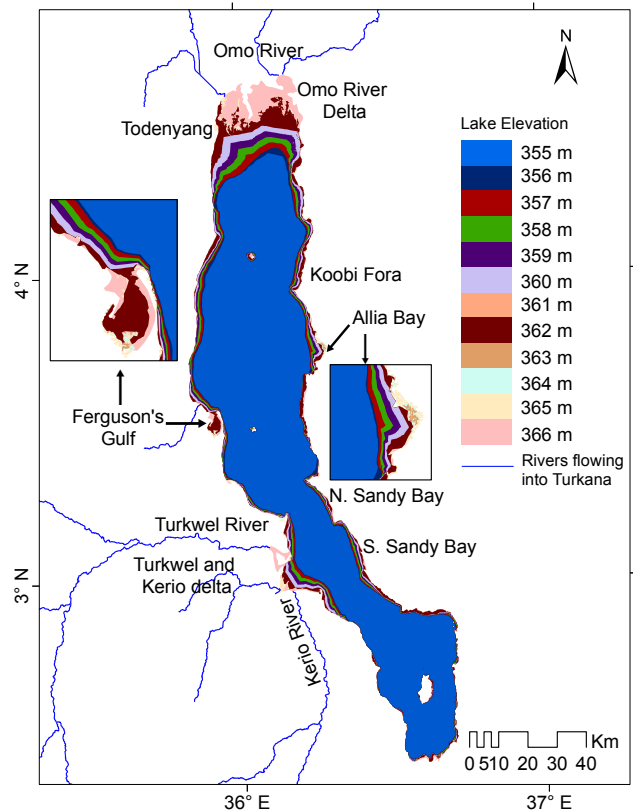 Omo River
N
Omo River
Delta
Todenyang
Lake Elevation
355 m
356 m
357 m
358 m
359 m
360 m
361 m
362 m
363 m
364 m
365 m
366 m
Rivers flowing
into Turkana
4° N
Koobi Fora
Allia Bay
Ferguson's
Gulf
N. Sandy Bay
Turkwel River
S. Sandy Bay
Turkwel and
Kerio delta
3° N
Kerio River
Km
0 510 20 30 40
36° E
37° E